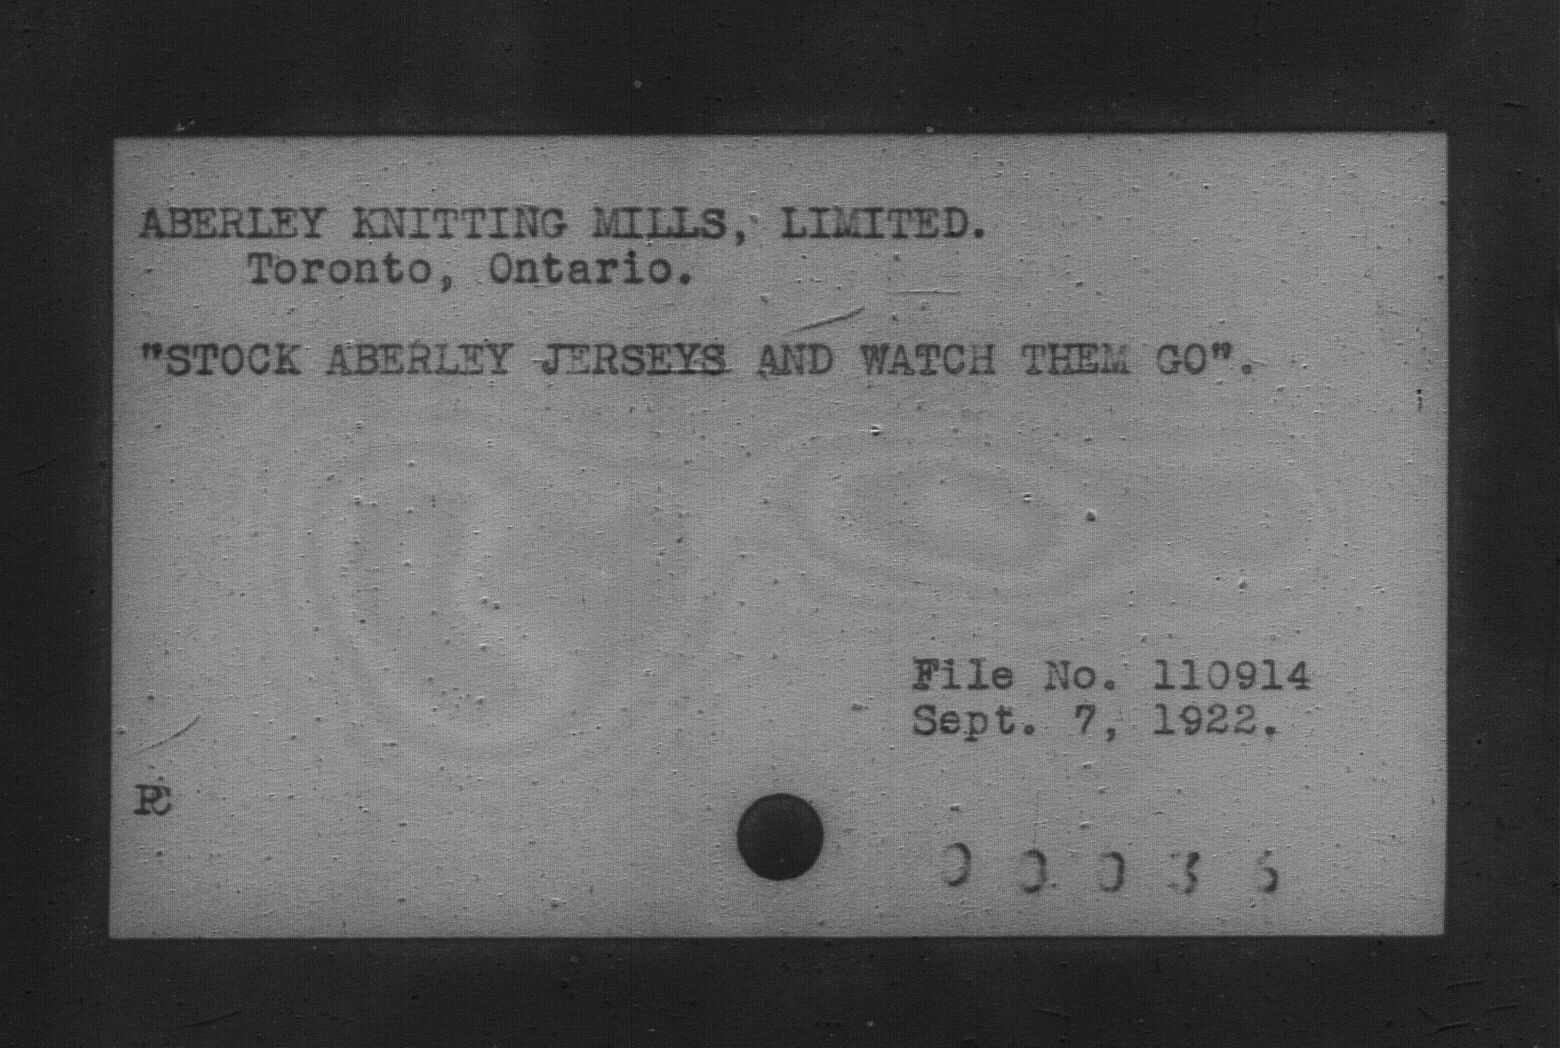 ABERLEY KNITTING MILLS, LIMITED.
Toronto, Ontario.
"STOCK ABERLEY JERSEYS AND WATCH THEM GO".
File No. 110914
Sept. 7, 1922.
PC